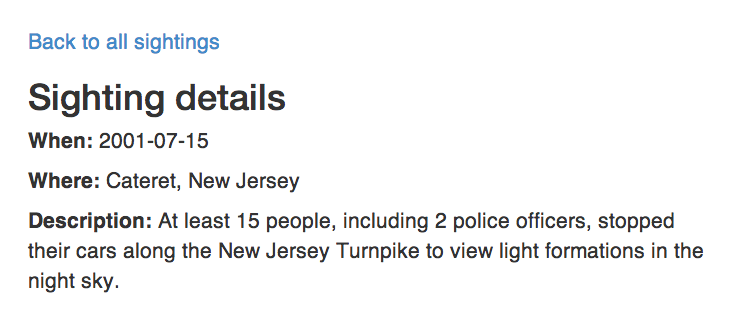 Back to all sightings
Sighting details
When: 2001-07-15
Where: Cateret, New Jersey
Description: At least 15 people, including 2 police officers, stopped
their cars along the New Jersey Turnpike to view light formations in the
night sky.